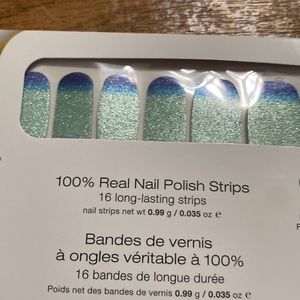 100% Real Nail Polish Strips
16 long-lasting strips
nail strips net wt 0.99 g / 0.035 oz e
Bandes de vernis
à ongles véritable à 100%
16 bandes de longue durée
Poids net des bandes de vernis 0.99 g / 0.035 oz e